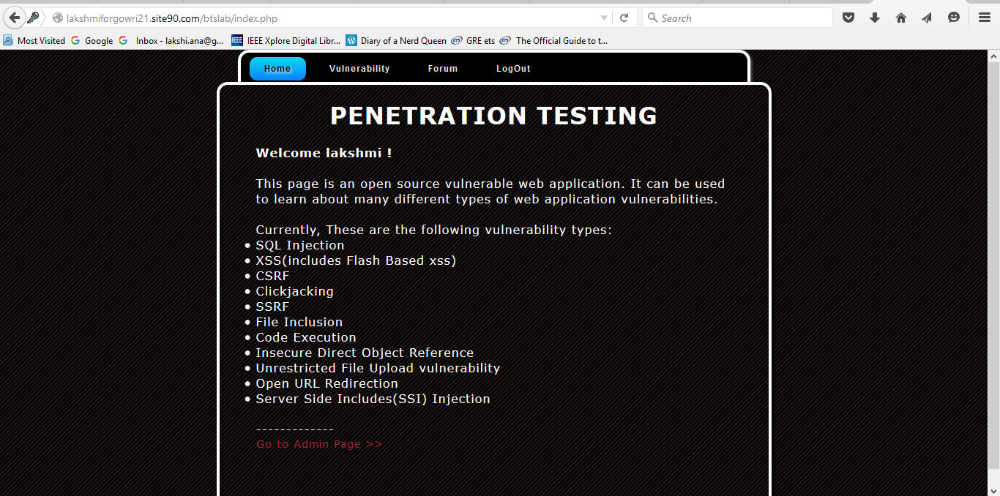 lakshmiforgowri21.site90.com/btslab/index.php
Search
Most Visited Google Inbox - lakshi.ana@g... IEEE IEEE Xplore Digital Libr... Diary of a Nerd Queen ETS GRE ets ETS The Official Guide to t...
Home Vulnerability Forum LogOut
PENETRATION TESTING
Welcome lakshmi !
This page is an open source vulnerable web application. It can be used
to learn about many different types of web application vulnerabilities.
Currently, These are the following vulnerability types:
• SQL Injection
• XSS(includes Flash Based xss)
• CSRF
• Clickjacking
• SSRF
• File Inclusion
• Code Execution
• Insecure Direct Object Reference
• Unrestricted File Upload vulnerability
• Open URL Redirection
• Server Side Includes(SSI) Injection
-------------
Go to Admin Page >>